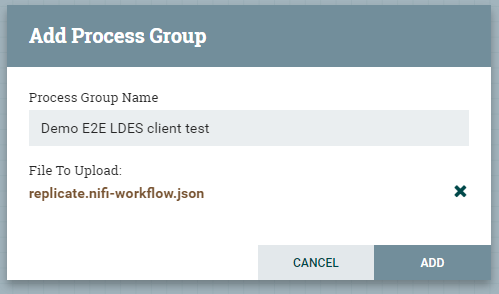 Add Process Group
Process Group Name
Demo E2E LDES client test
File To Upload:
replicate.nifi-workflow.json
CANCEL
ADD